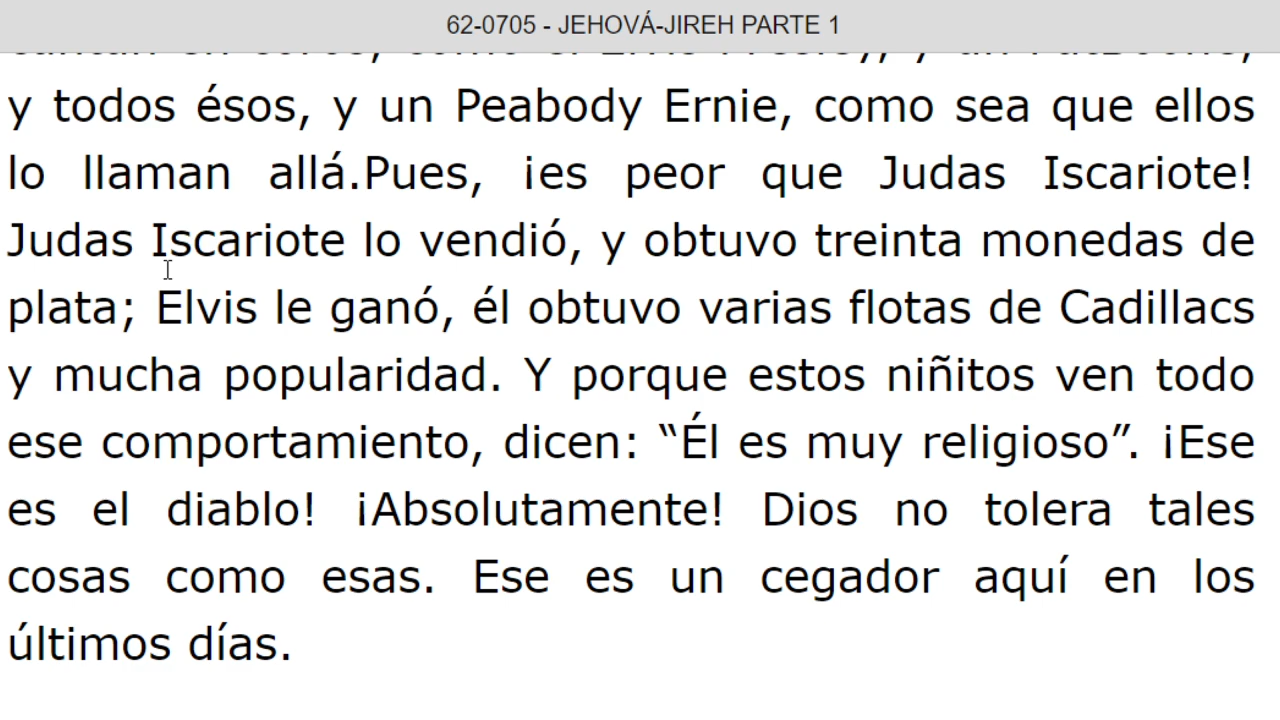 62-0705 - JEHOVÁ-JIREH PARTE 1
y todos ésos, y un Peabody Ernie, como sea que ellos
lo llaman allá.Pues, ¡es peor que Judas Iscariote!
Judas Iscariote lo vendió, y obtuvo treinta monedas de
plata; Elvis le ganó, él obtuvo varias flotas de Cadillacs
y mucha popularidad. Y porque estos niñitos ven todo
ese comportamiento, dicen: “Él es muy religioso”. ¡Ese
es el diablo! ¡Absolutamente! Dios no tolera tales
cosas como esas. Ese es un cegador aquí en los
últimos días.